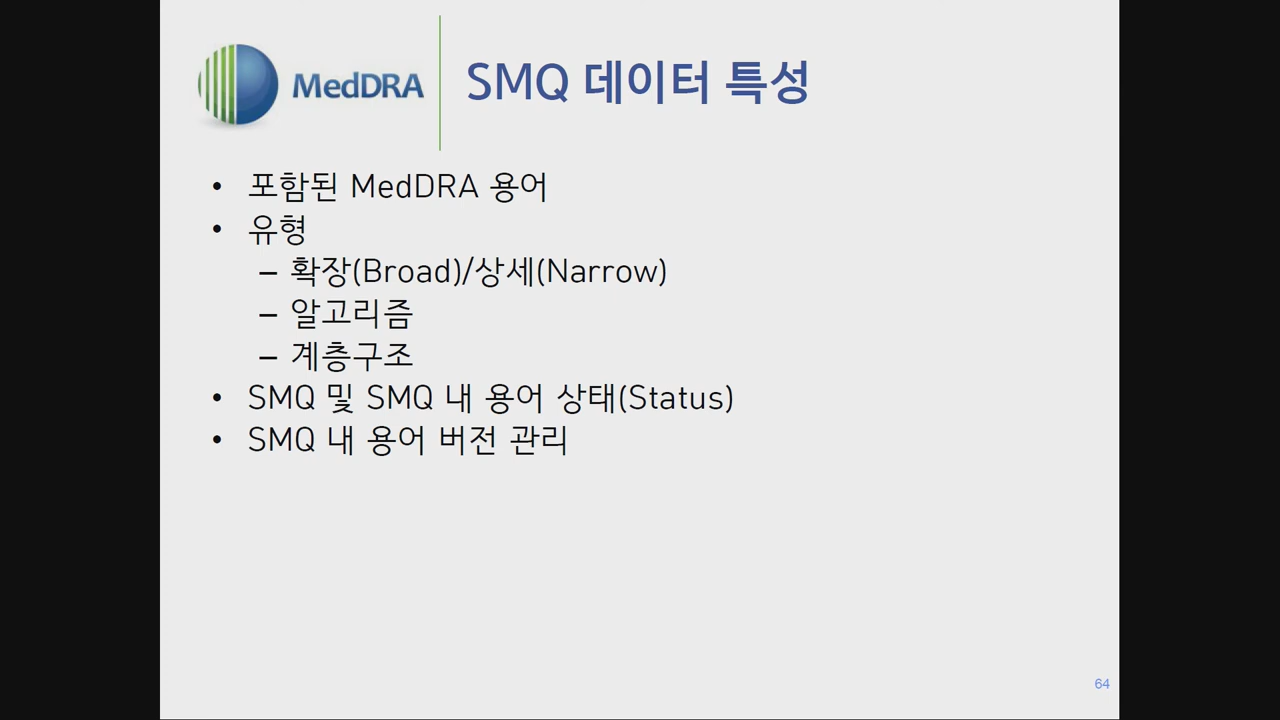 MedDRA
SMQ 데이터 특성
• 포함된 MedDRA 용어
• 유형
– 확장(Broad)/상세(Narrow)
– 알고리즘
– 계층구조
• SMQ 및 SMQ 내 용어 상태(Status)
• SMQ 내 용어 버전 관리
64